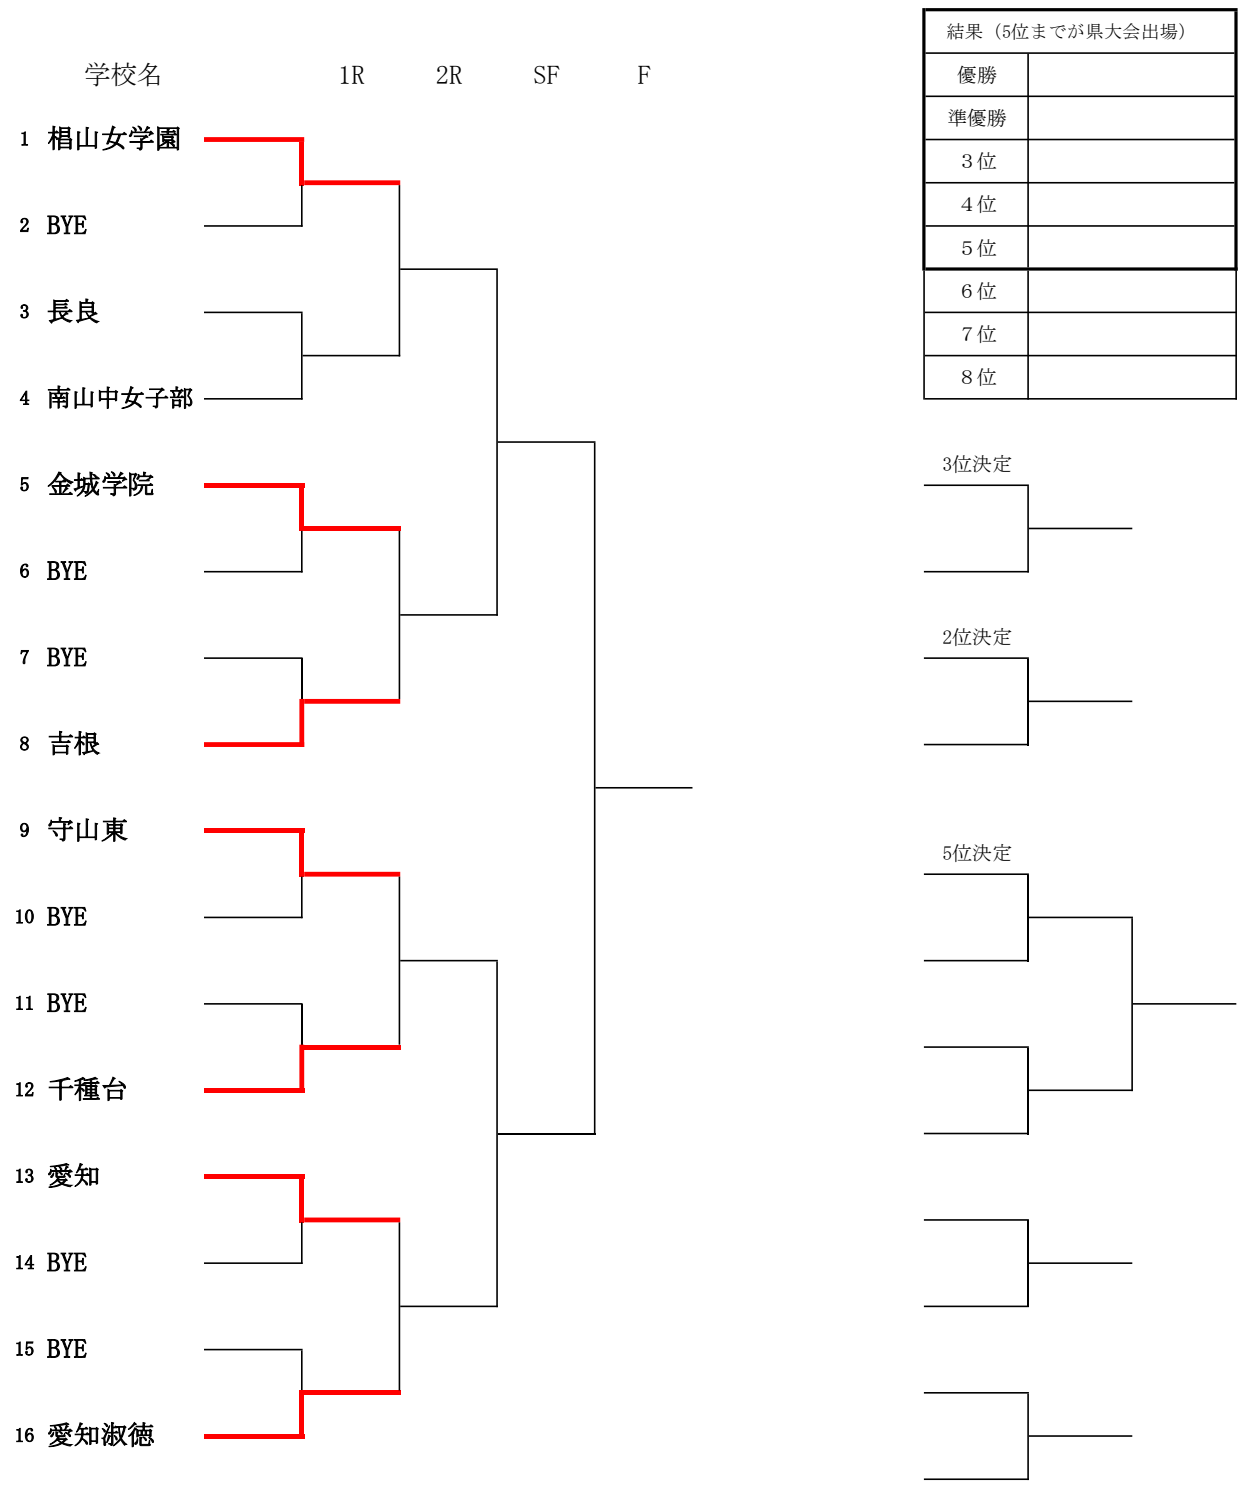 学校名 1R 2R SF F
1 椙山女学園
2 BYE
3 長良
4 南山中女子部
5 金城学院
6 BYE
7 BYE
8 吉根
9 守山東
10 BYE
11 BYE
12 千種台
13 愛知
14 BYE
15 BYE
16 愛知淑徳
結果（5位までが県大会出場）
優勝
準優勝
３位
４位
５位
６位
７位
８位
3位決定
2位決定
5位決定